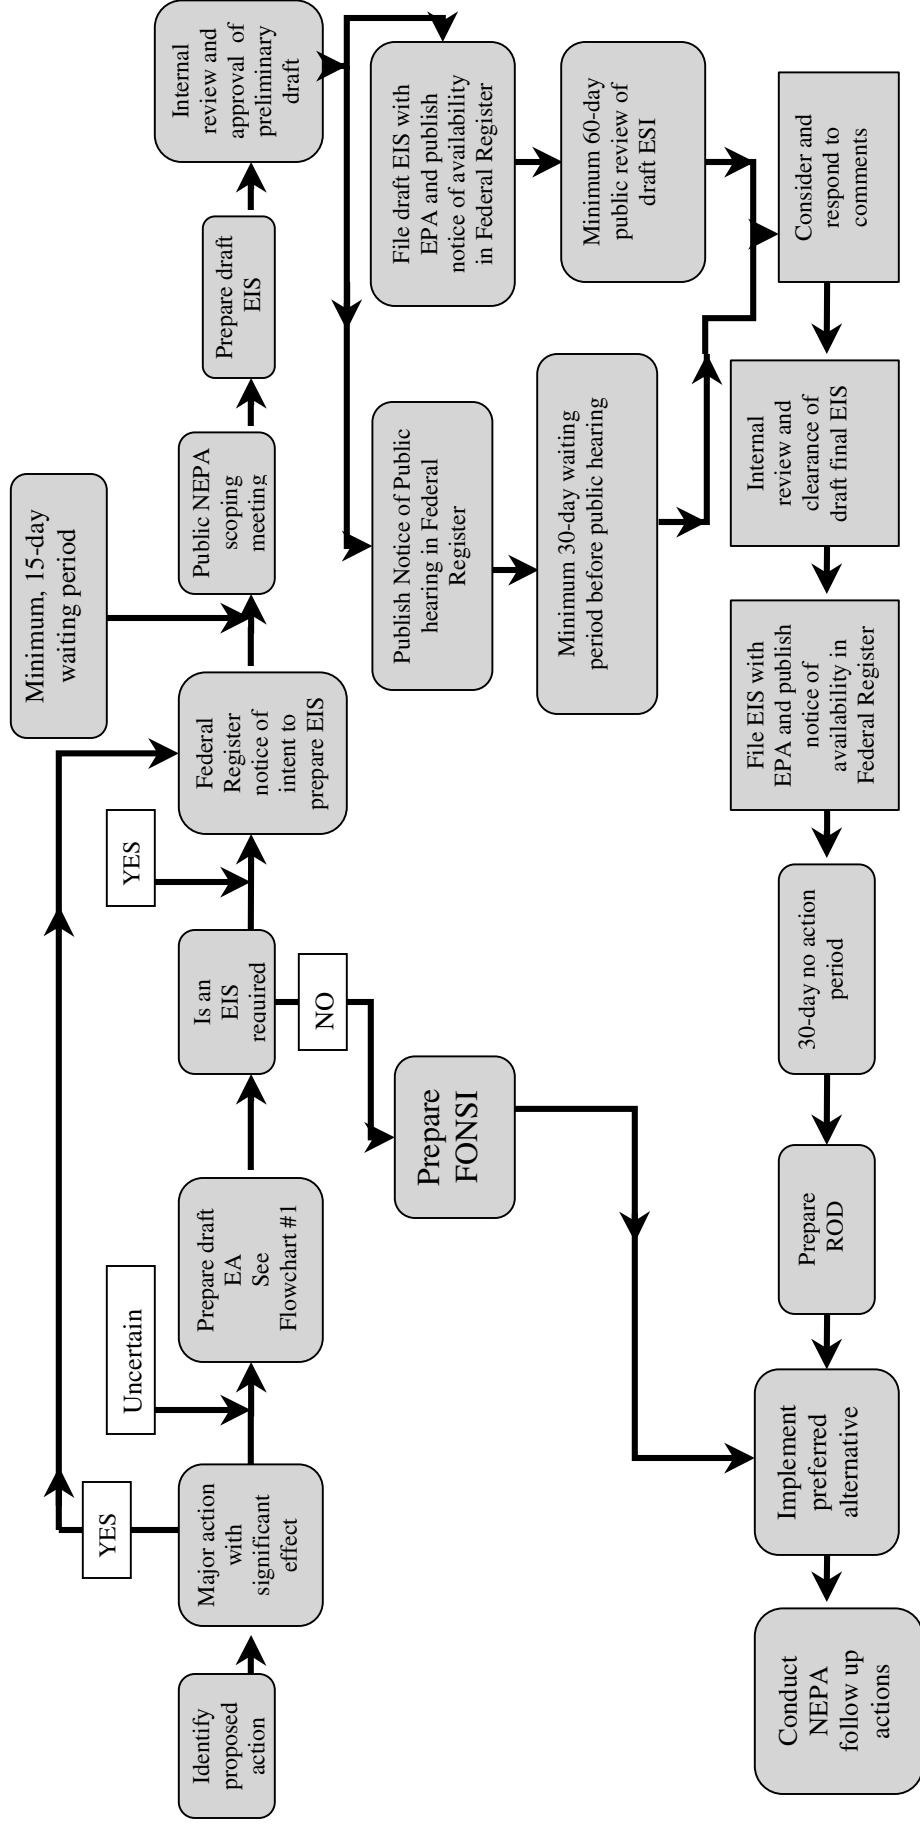 Identify
proposed
action
Major action
with
significant
effect
YES
Uncertain
Prepare draft
EA
See
Flowchart #1
Is an
EIS
required
YES
NO
Prepare
FONSI
Federal
Register
notice of
intent to
prepare EIS
Minimum, 15-day
waiting period
Public NEPA
scoping
meeting
Prepare draft
EIS
Internal
review and
approval of
preliminary
draft
Publish Notice of Public
hearing in Federal
Register
Minimum 30-day waiting
period before public hearing
File draft EIS with
EPA and publish
notice of availability
in Federal Register
Minimum 60-day
public review of
draft ESI
Consider and
respond to
comments
Internal
review and
clearance of
draft final EIS
File EIS with
EPA and publish
notice of
availability in
Federal Register
30-day no action
period
Prepare
ROD
Implement
preferred
alternative
Conduct
NEPA
follow up
actions